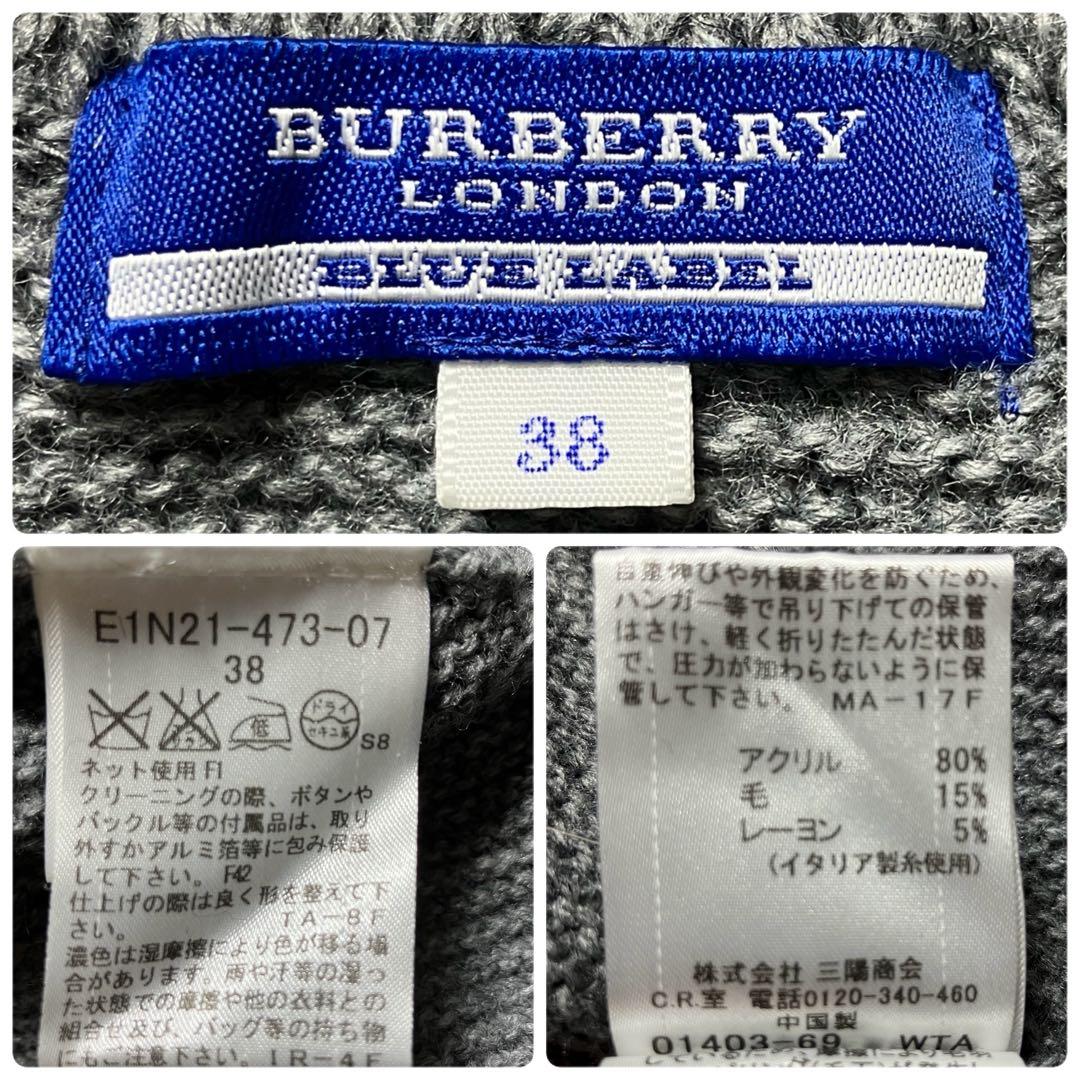 BURBERRY
LONDON
BLUE LABEL
38
E1N21-473-07
38
低
ドライ
セキユ系
S8
ネット使用 F1
クリーニングの際、ボタンや
バックル等の付属品は、取り
外すかアルミ箔等に包み保護
して下さい。 F42
仕上げの際は良く形を整えて下
さい。 TA-8F
濃色は湿摩擦により色が移る場
合があります。雨や汗等の湿っ
た状態での摩擦や他の衣料との
組合せ及び、バッグ等の持ち物
にもご注意下さい。 IR-4F
自重伸びや外観変化を防ぐため、
ハンガー等で吊り下げての保管
はさけ、軽く折りたたんだ状態
で、圧力が加わらないように保
管して下さい。 MA-17F
アクリル 80%
毛 15%
レーヨン 5%
(イタリア製糸使用)
株式会社 三陽商会
C.R.室 電話0120-340-460
中国製
01403-69 WTA